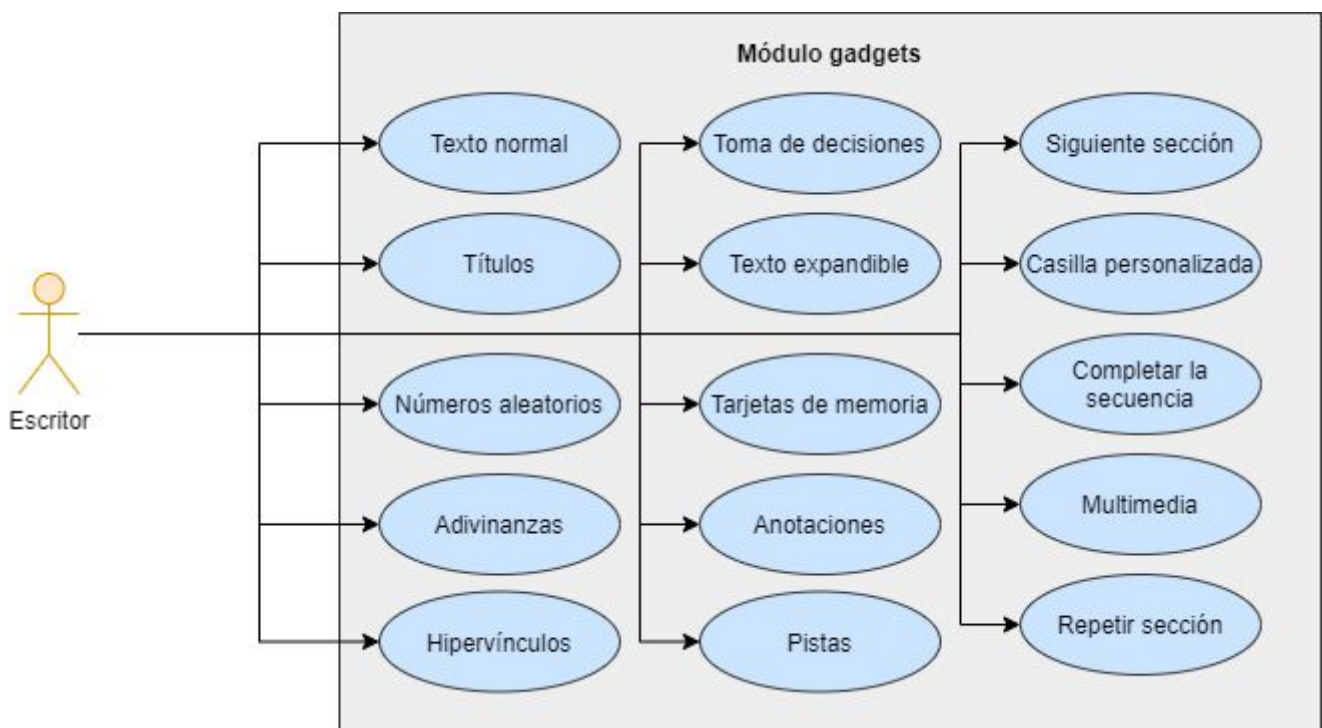 Módulo gadgets
Texto normal
Toma de decisiones
Siguiente sección
Títulos
Texto expandible
Casilla personalizada
Escritor
Números aleatorios
Tarjetas de memoria
Completar la
secuencia
Adivinanzas
Anotaciones
Multimedia
Hipervínculos
Pistas
Repetir sección